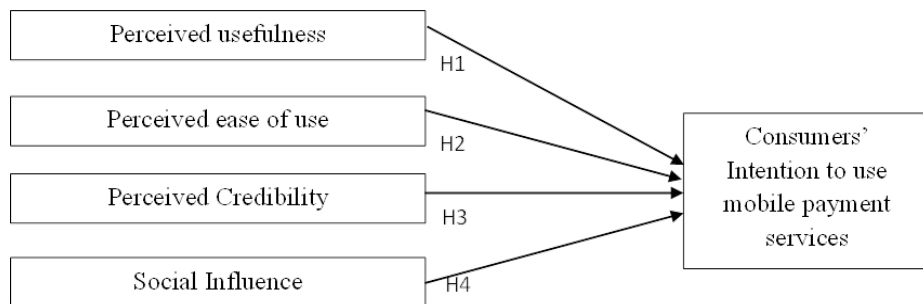 Perceived usefulness
H1
Perceived ease of use
H2
Perceived Credibility
H3
Social Influence
H4
Consumers’
Intention to use
mobile payment
services